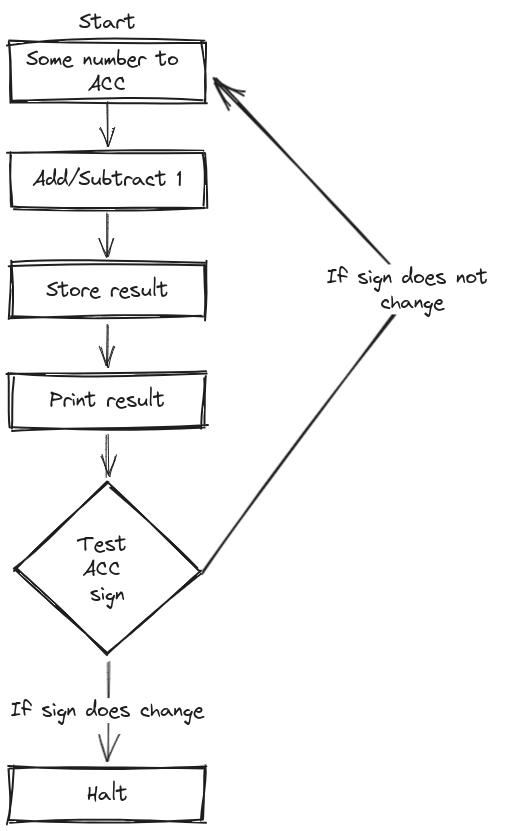 Start
Some number to
ACC
Add/Subtract 1
Store result
If sign does not
change
Print result
Test
ACC
sign
If sign does change
Halt